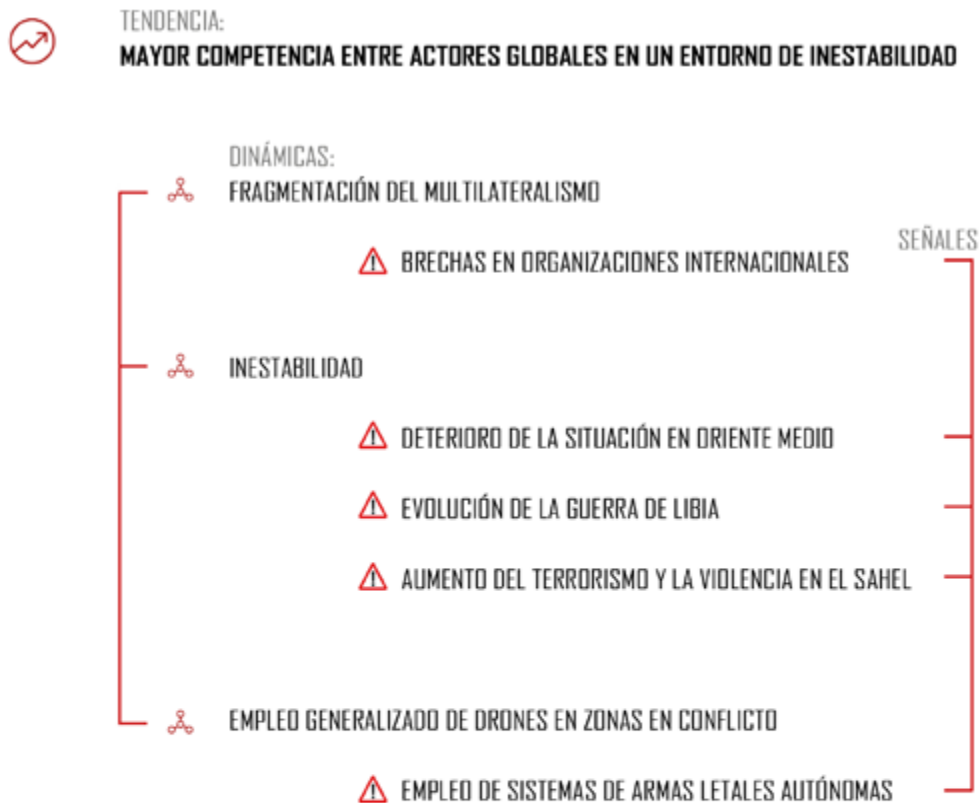 TENDENCIA:
MAYOR COMPETENCIA ENTRE ACTORES GLOBALES EN UN ENTORNO DE INESTABILIDAD
DINÁMICAS:
FRAGMENTACIÓN DEL MULTILATERALISMO
SEÑALES
BRECHAS EN ORGANIZACIONES INTERNACIONALES
INESTABILIDAD
DETERIORO DE LA SITUACIÓN EN ORIENTE MEDIO
EVOLUCIÓN DE LA GUERRA DE LIBIA
AUMENTO DEL TERRORISMO Y LA VIOLENCIA EN EL SAHEL
EMPLEO GENERALIZADO DE DRONES EN ZONAS EN CONFLICTO
EMPLEO DE SISTEMAS DE ARMAS LETALES AUTÓNOMAS